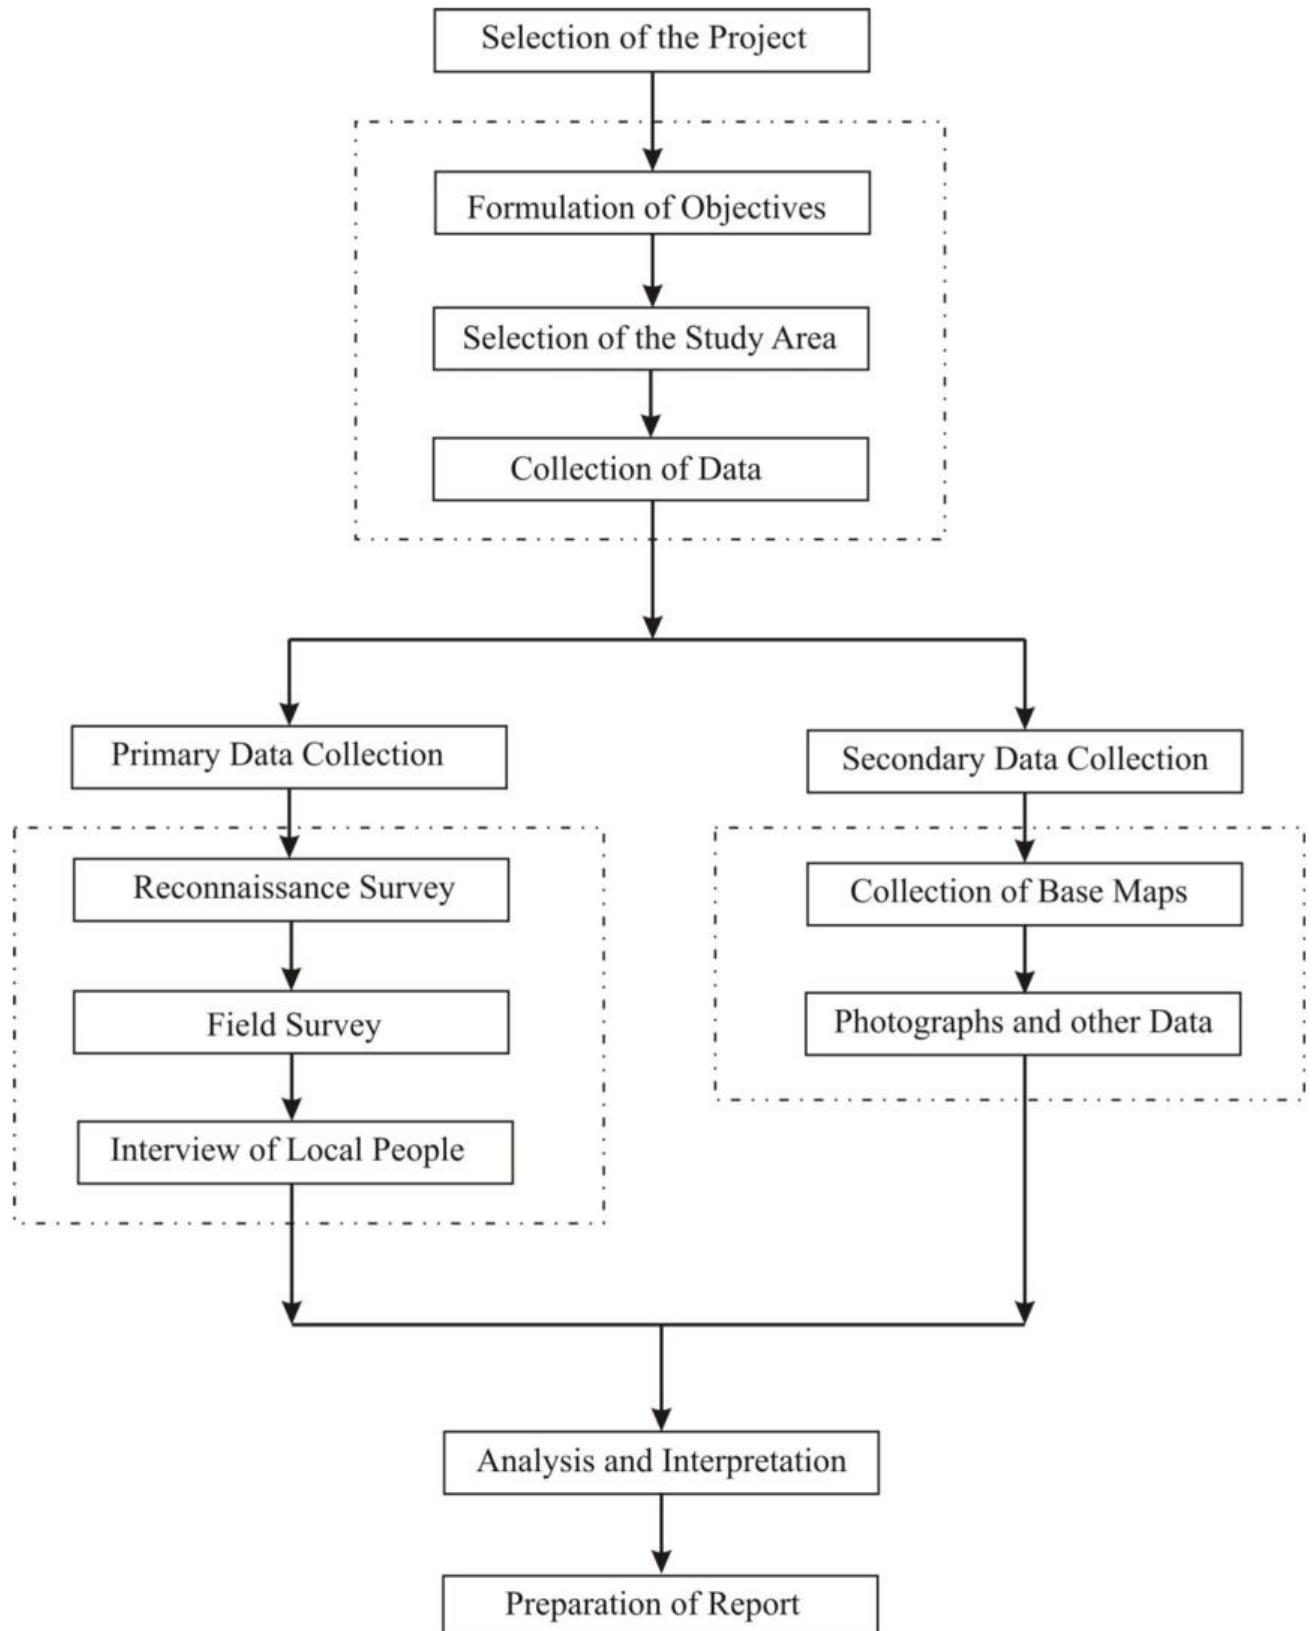 Selection of the Project
Formulation of Objectives
Selection of the Study Area
Collection of Data
Primary Data Collection
Secondary Data Collection
Reconnaissance Survey
Collection of Base Maps
Field Survey
Photographs and other Data
Interview of Local People
Analysis and Interpretation
Preparation of Report